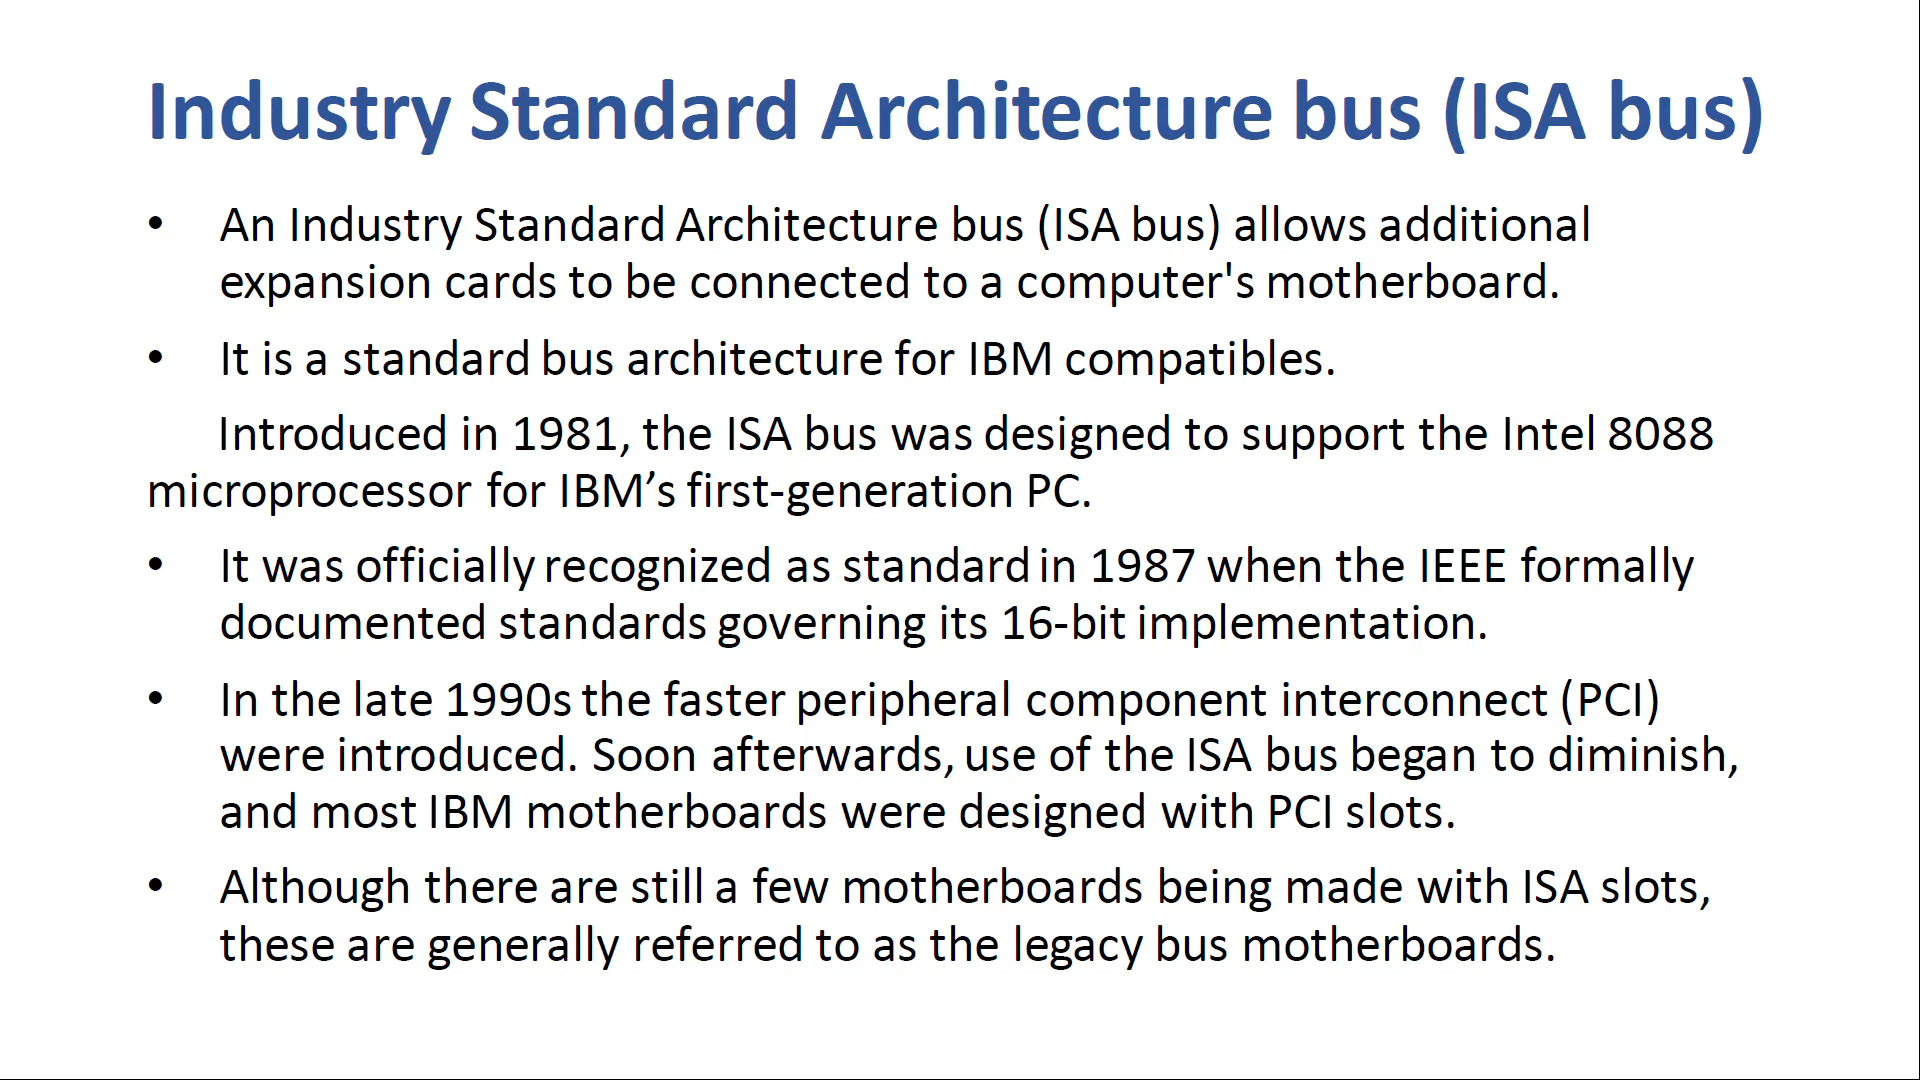 Industry Standard Architecture bus (ISA bus)
• An Industry Standard Architecture bus (ISA bus) allows additional
expansion cards to be connected to a computer's motherboard.
• It is a standard bus architecture for IBM compatibles.
Introduced in 1981, the ISA bus was designed to support the Intel 8088
microprocessor for IBM’s first-generation PC.
• It was officially recognized as standard in 1987 when the IEEE formally
documented standards governing its 16-bit implementation.
• In the late 1990s the faster peripheral component interconnect (PCI)
were introduced. Soon afterwards, use of the ISA bus began to diminish,
and most IBM motherboards were designed with PCI slots.
• Although there are still a few motherboards being made with ISA slots,
these are generally referred to as the legacy bus motherboards.